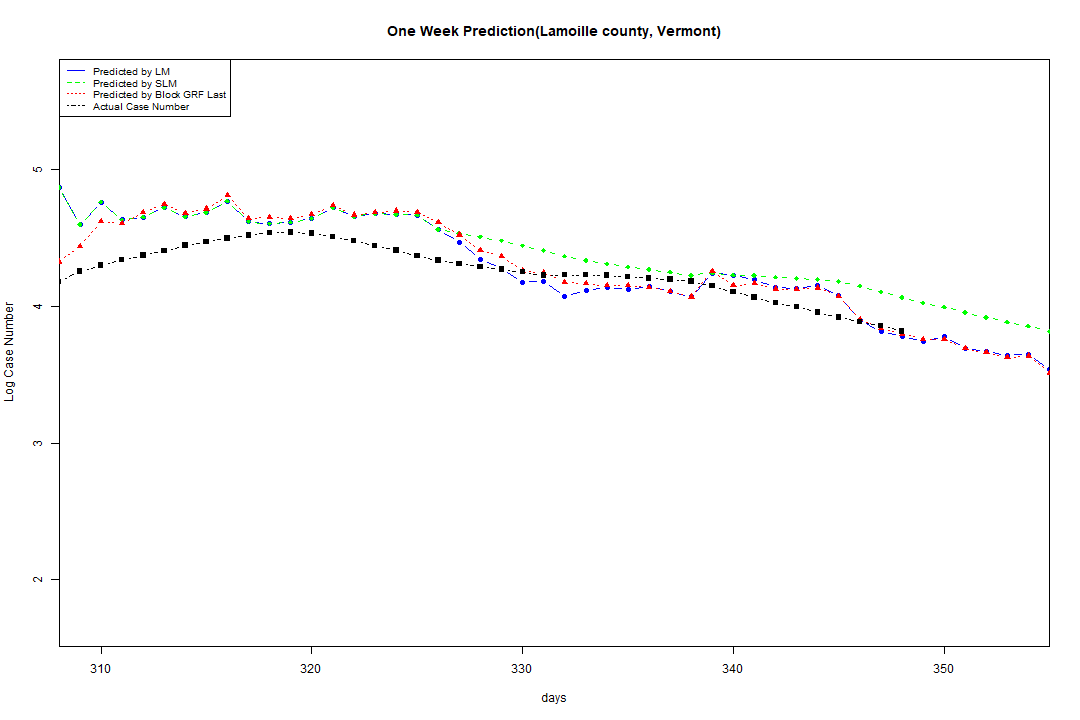 One Week Prediction(Lamoille county, Vermont)
Predicted by LM
Predicted by SLM
Predicted by Block GRF Last
Actual Case Number
5
4
3
2
Log Case Number
310 320 330 340 350
days